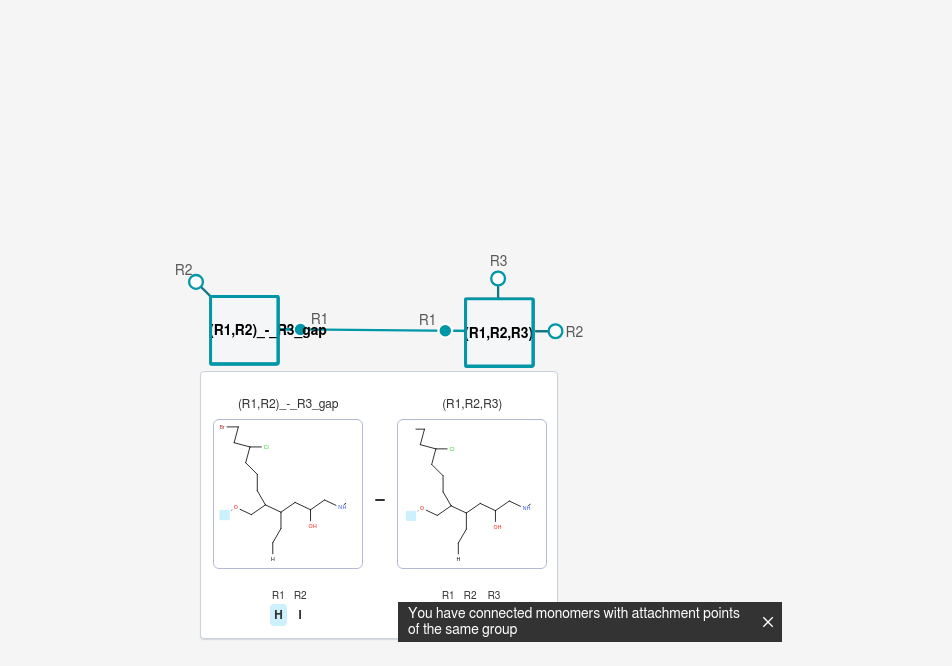 R3
R2
R1
R1
(R1,R2)_-_R3_gap
(R1,R2,R3)
R2
(R1,R2)_-_R3_gap
(R1,R2,R3)
Br
Cl
O
OH
NH
H
–
Cl
O
OH
NH
H
R1 R2
R1 R2 R3
H I
You have connected monomers with attachment points
of the same group